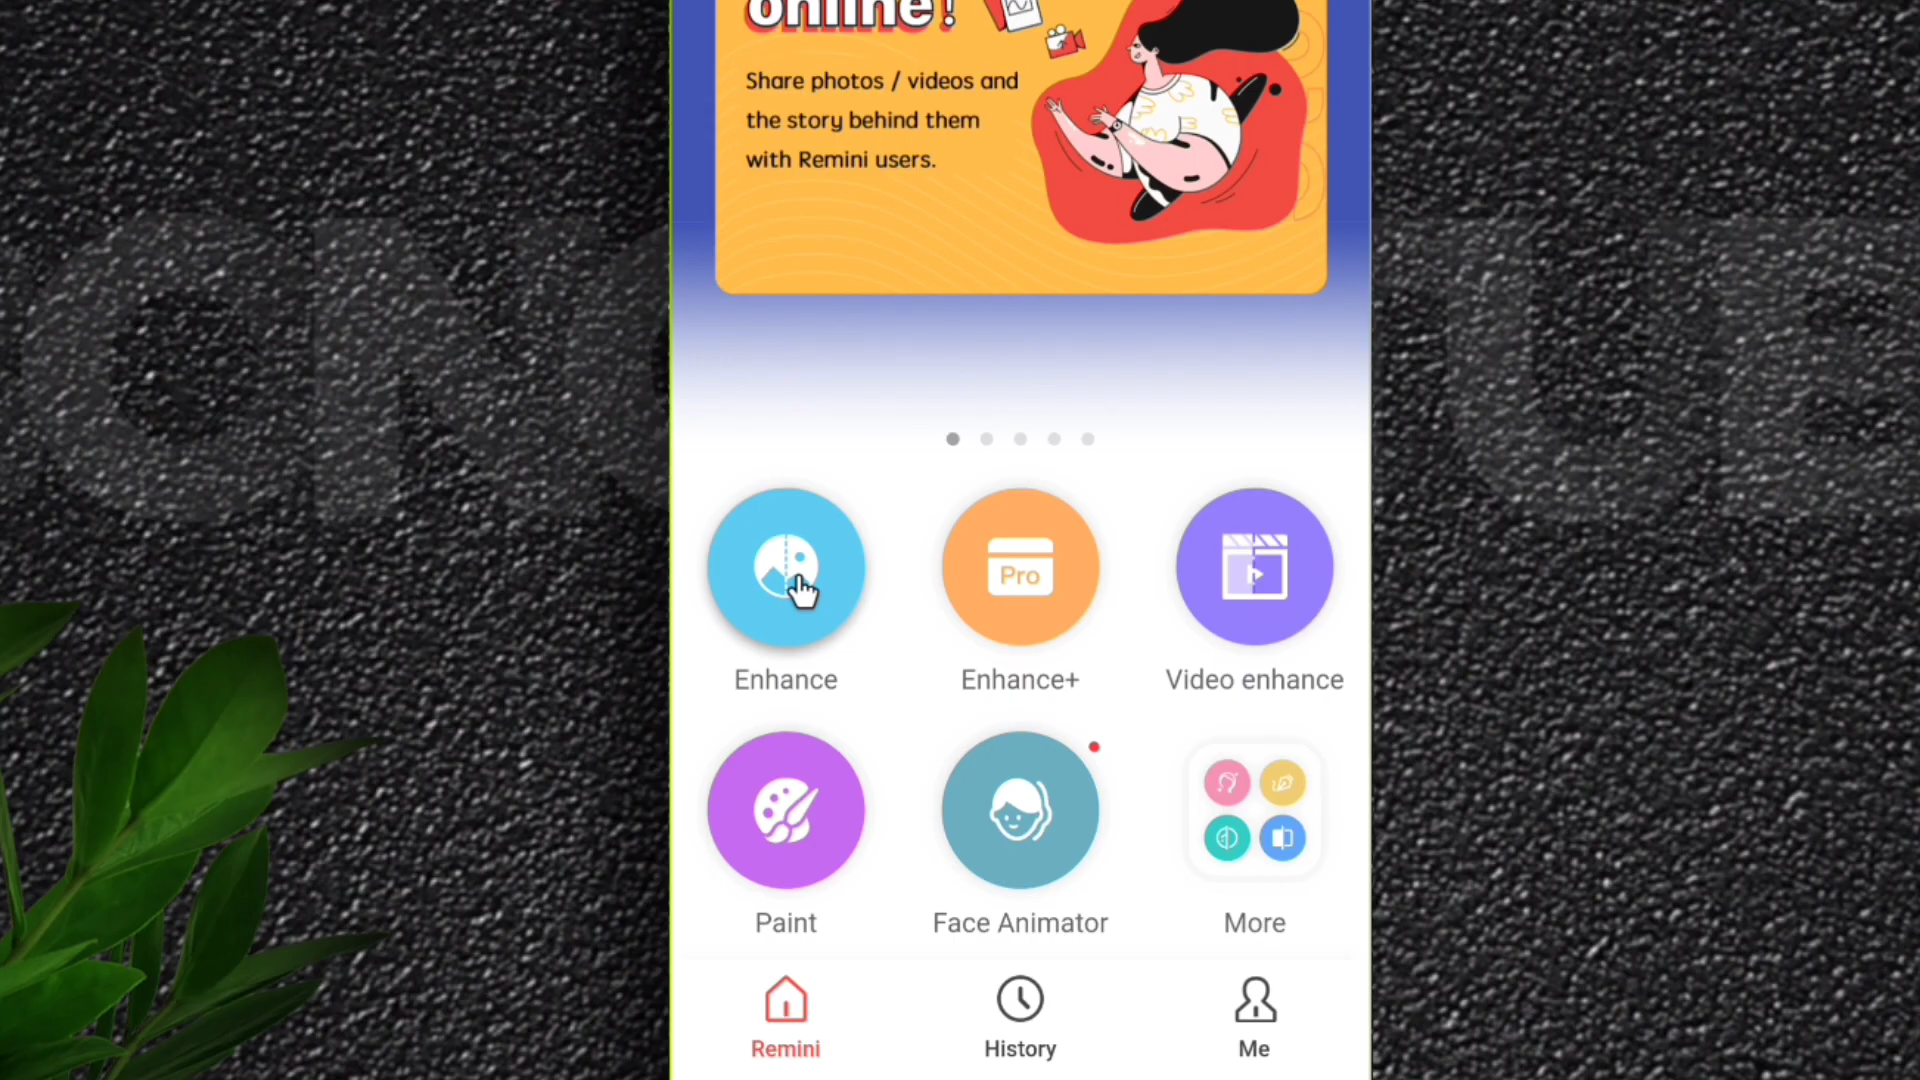 online!
Share photos / videos and
the story behind them
with Remini users.
Pro
Enhance
Enhance+
Video enhance
Paint
Face Animator
More
Remini
History
Me